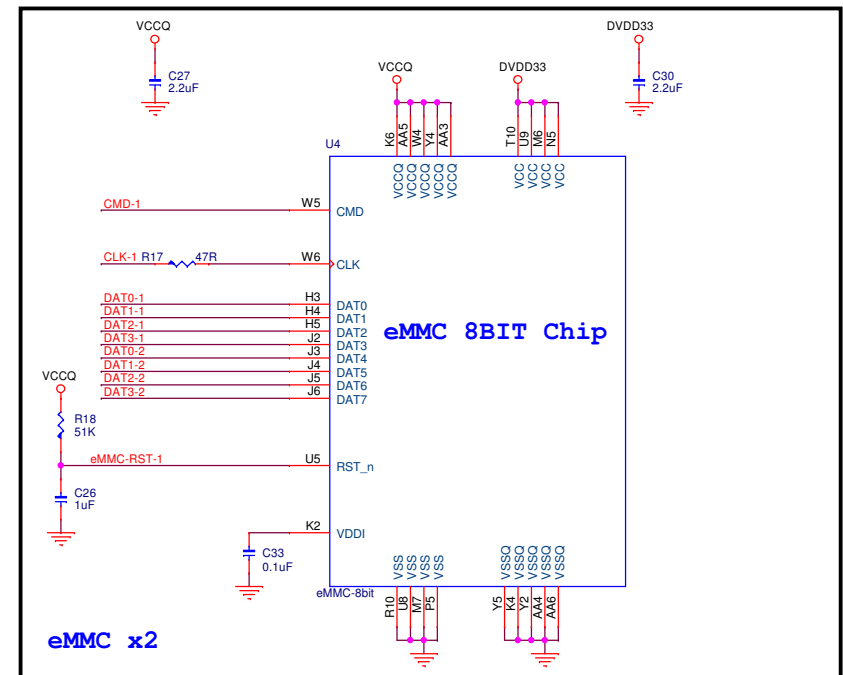 VCCQ
DVDD33
C27
2.2uF
VCCQ
DVDD33
C30
2.2uF
U4
K6
AA5
W4
Y4
AA3
T10
U9
M6
N5
VCCQ
VCCQ
VCCQ
VCCQ
VCCQ
VCC
VCC
VCC
VCC
CMD-1
W5
CMD
CLK-1
R17
47R
W6
CLK
DAT0-1
H3
DAT0
DAT1-1
H4
DAT1
DAT2-1
H5
DAT2
DAT3-1
J2
DAT3
DAT0-2
J3
DAT4
DAT1-2
J4
DAT5
DAT2-2
J5
DAT6
DAT3-2
J6
DAT7
eMMC 8BIT Chip
VCCQ
R18
51K
eMMC-RST-1
U5
RST_n
C26
1uF
K2
VDDI
C33
0.1uF
VSS
VSS
VSS
VSS
VSSQ
VSSQ
VSSQ
VSSQ
VSSQ
eMMC-8bit
R10
U8
M7
P5
Y5
K4
Y2
AA4
AA6
eMMC x2